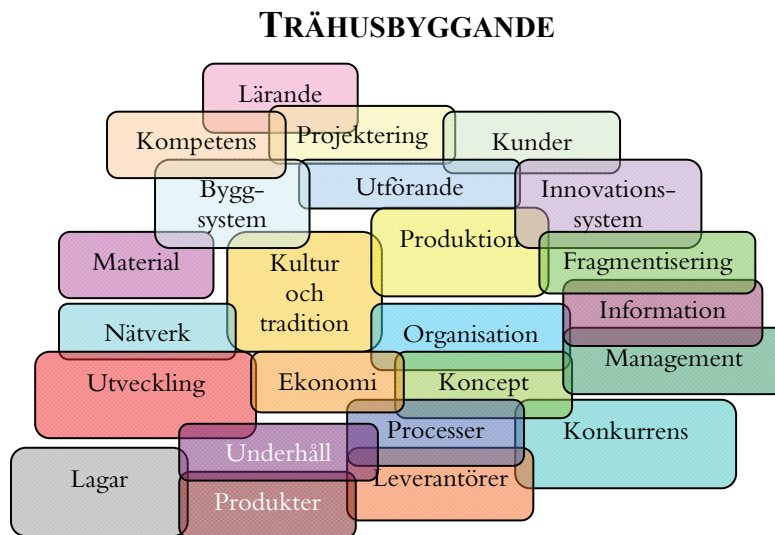 TRÄHUSBYGGANDE
Lärande
Kompetens
Projektering
Kunder
Bygg-
system
Utförande
Innovations-
system
Produktion
Material
Kultur
och
tradition
Fragmentisering
Information
Nätverk
Organisation
Management
Utveckling
Ekonomi
Koncept
Processer
Konkurrens
Underhåll
Lagar
Leverantörer
Produkter